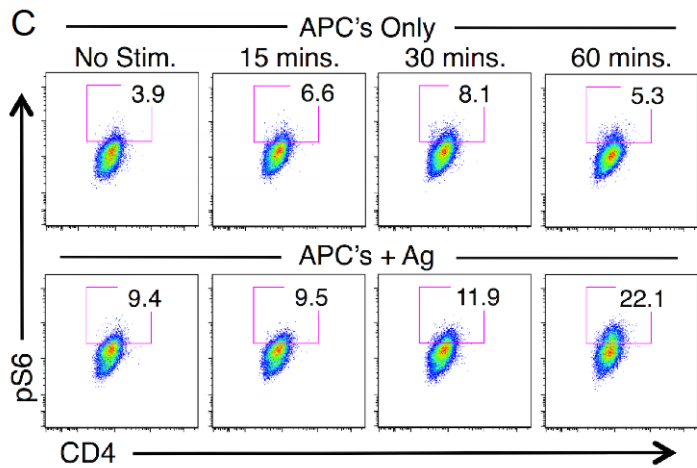 C
APC's Only
No Stim. 15 mins. 30 mins. 60 mins.
3.9 6.6 8.1 5.3
APC's + Ag
9.4 9.5 11.9 22.1
pS6
CD4